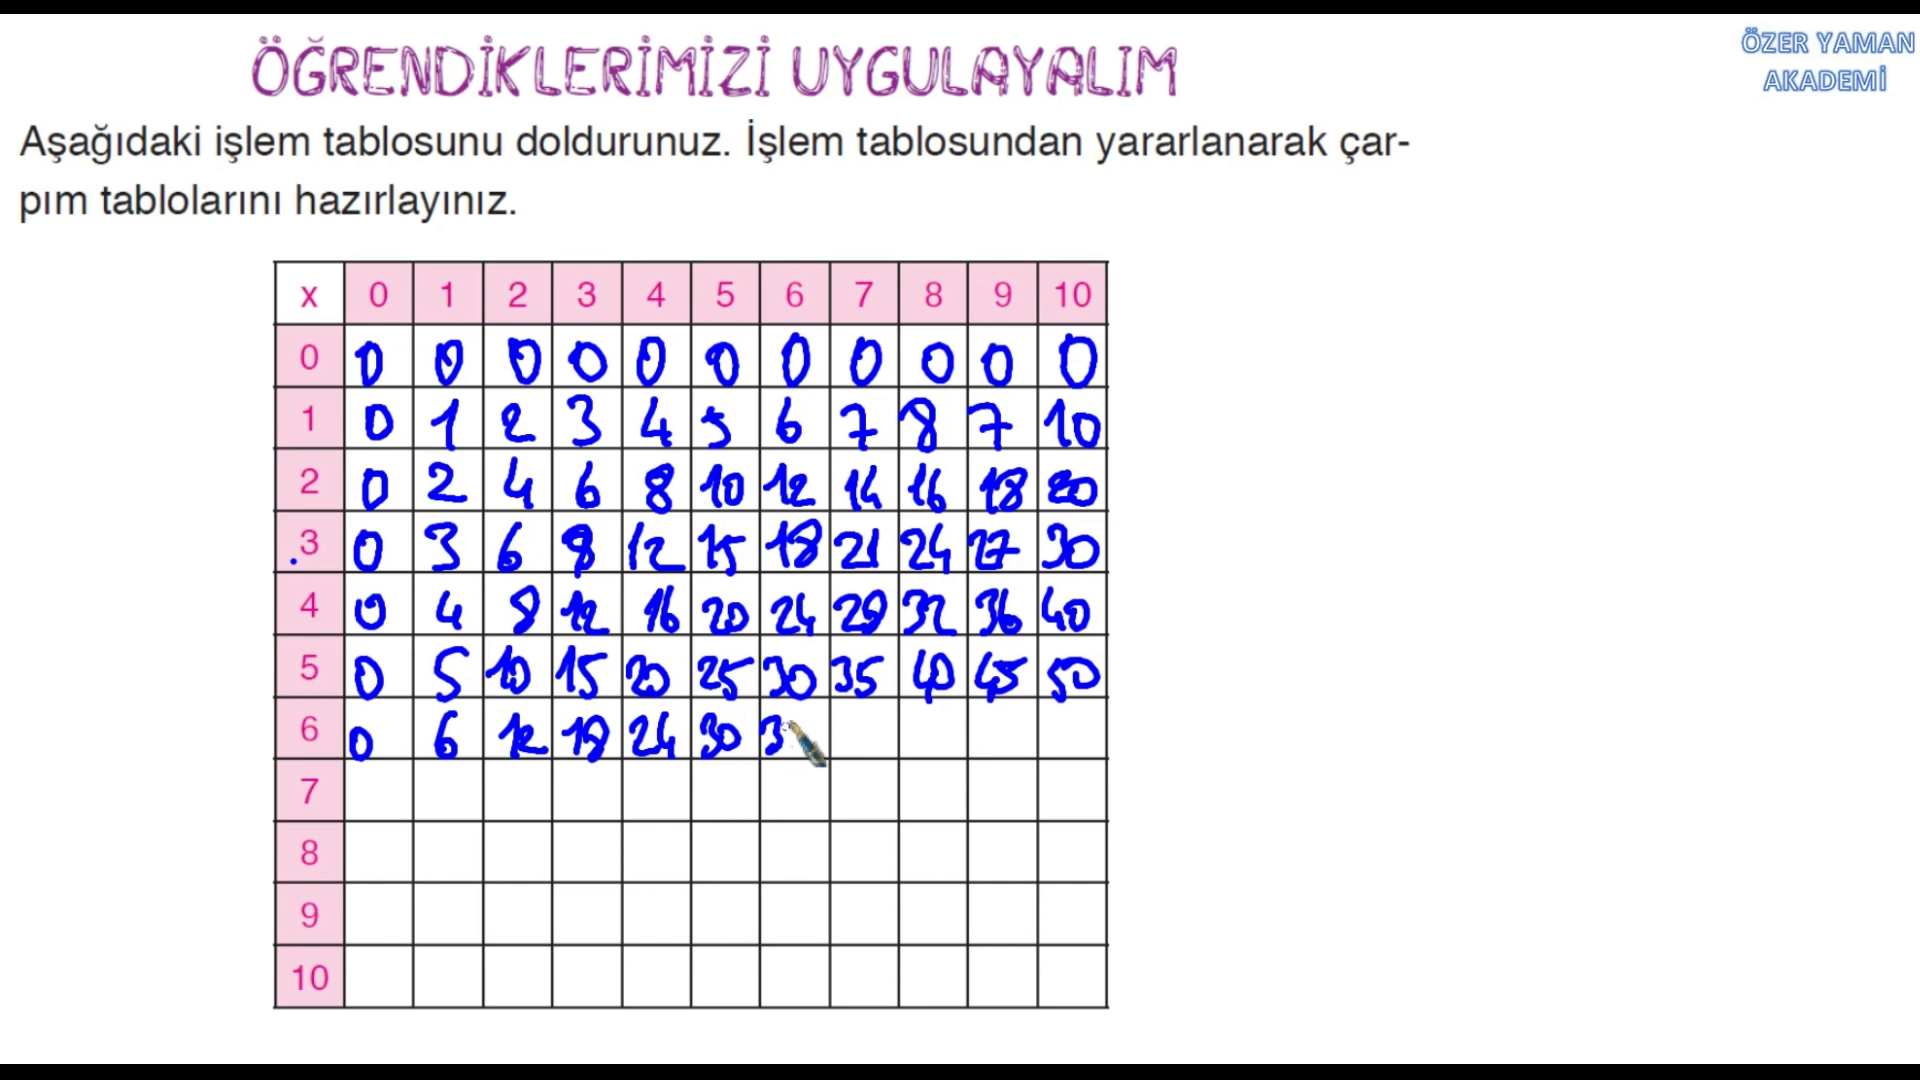 ÖĞRENDİKLERİMİZİ UYGULAYALIM
ÖZER YAMAN
AKADEMİ
Aşağıdaki işlem tablosunu doldurunuz. İşlem tablosundan yararlanarak çar-
pım tablolarını hazırlayınız.
x 0 1 2 3 4 5 6 7 8 9 10
0 0 0 0 0 0 0 0 0 0 0 0
1 0 1 2 3 4 5 6 7 8 7 10
2 0 2 4 6 8 10 12 14 16 18 20
.3 0 3 6 8 12 15 18 21 24 27 30
4 0 4 8 12 16 20 24 28 32 36 40
5 0 5 10 15 20 25 30 35 40 45 50
6 0 6 12 18 24 30 3
7
8
9
10